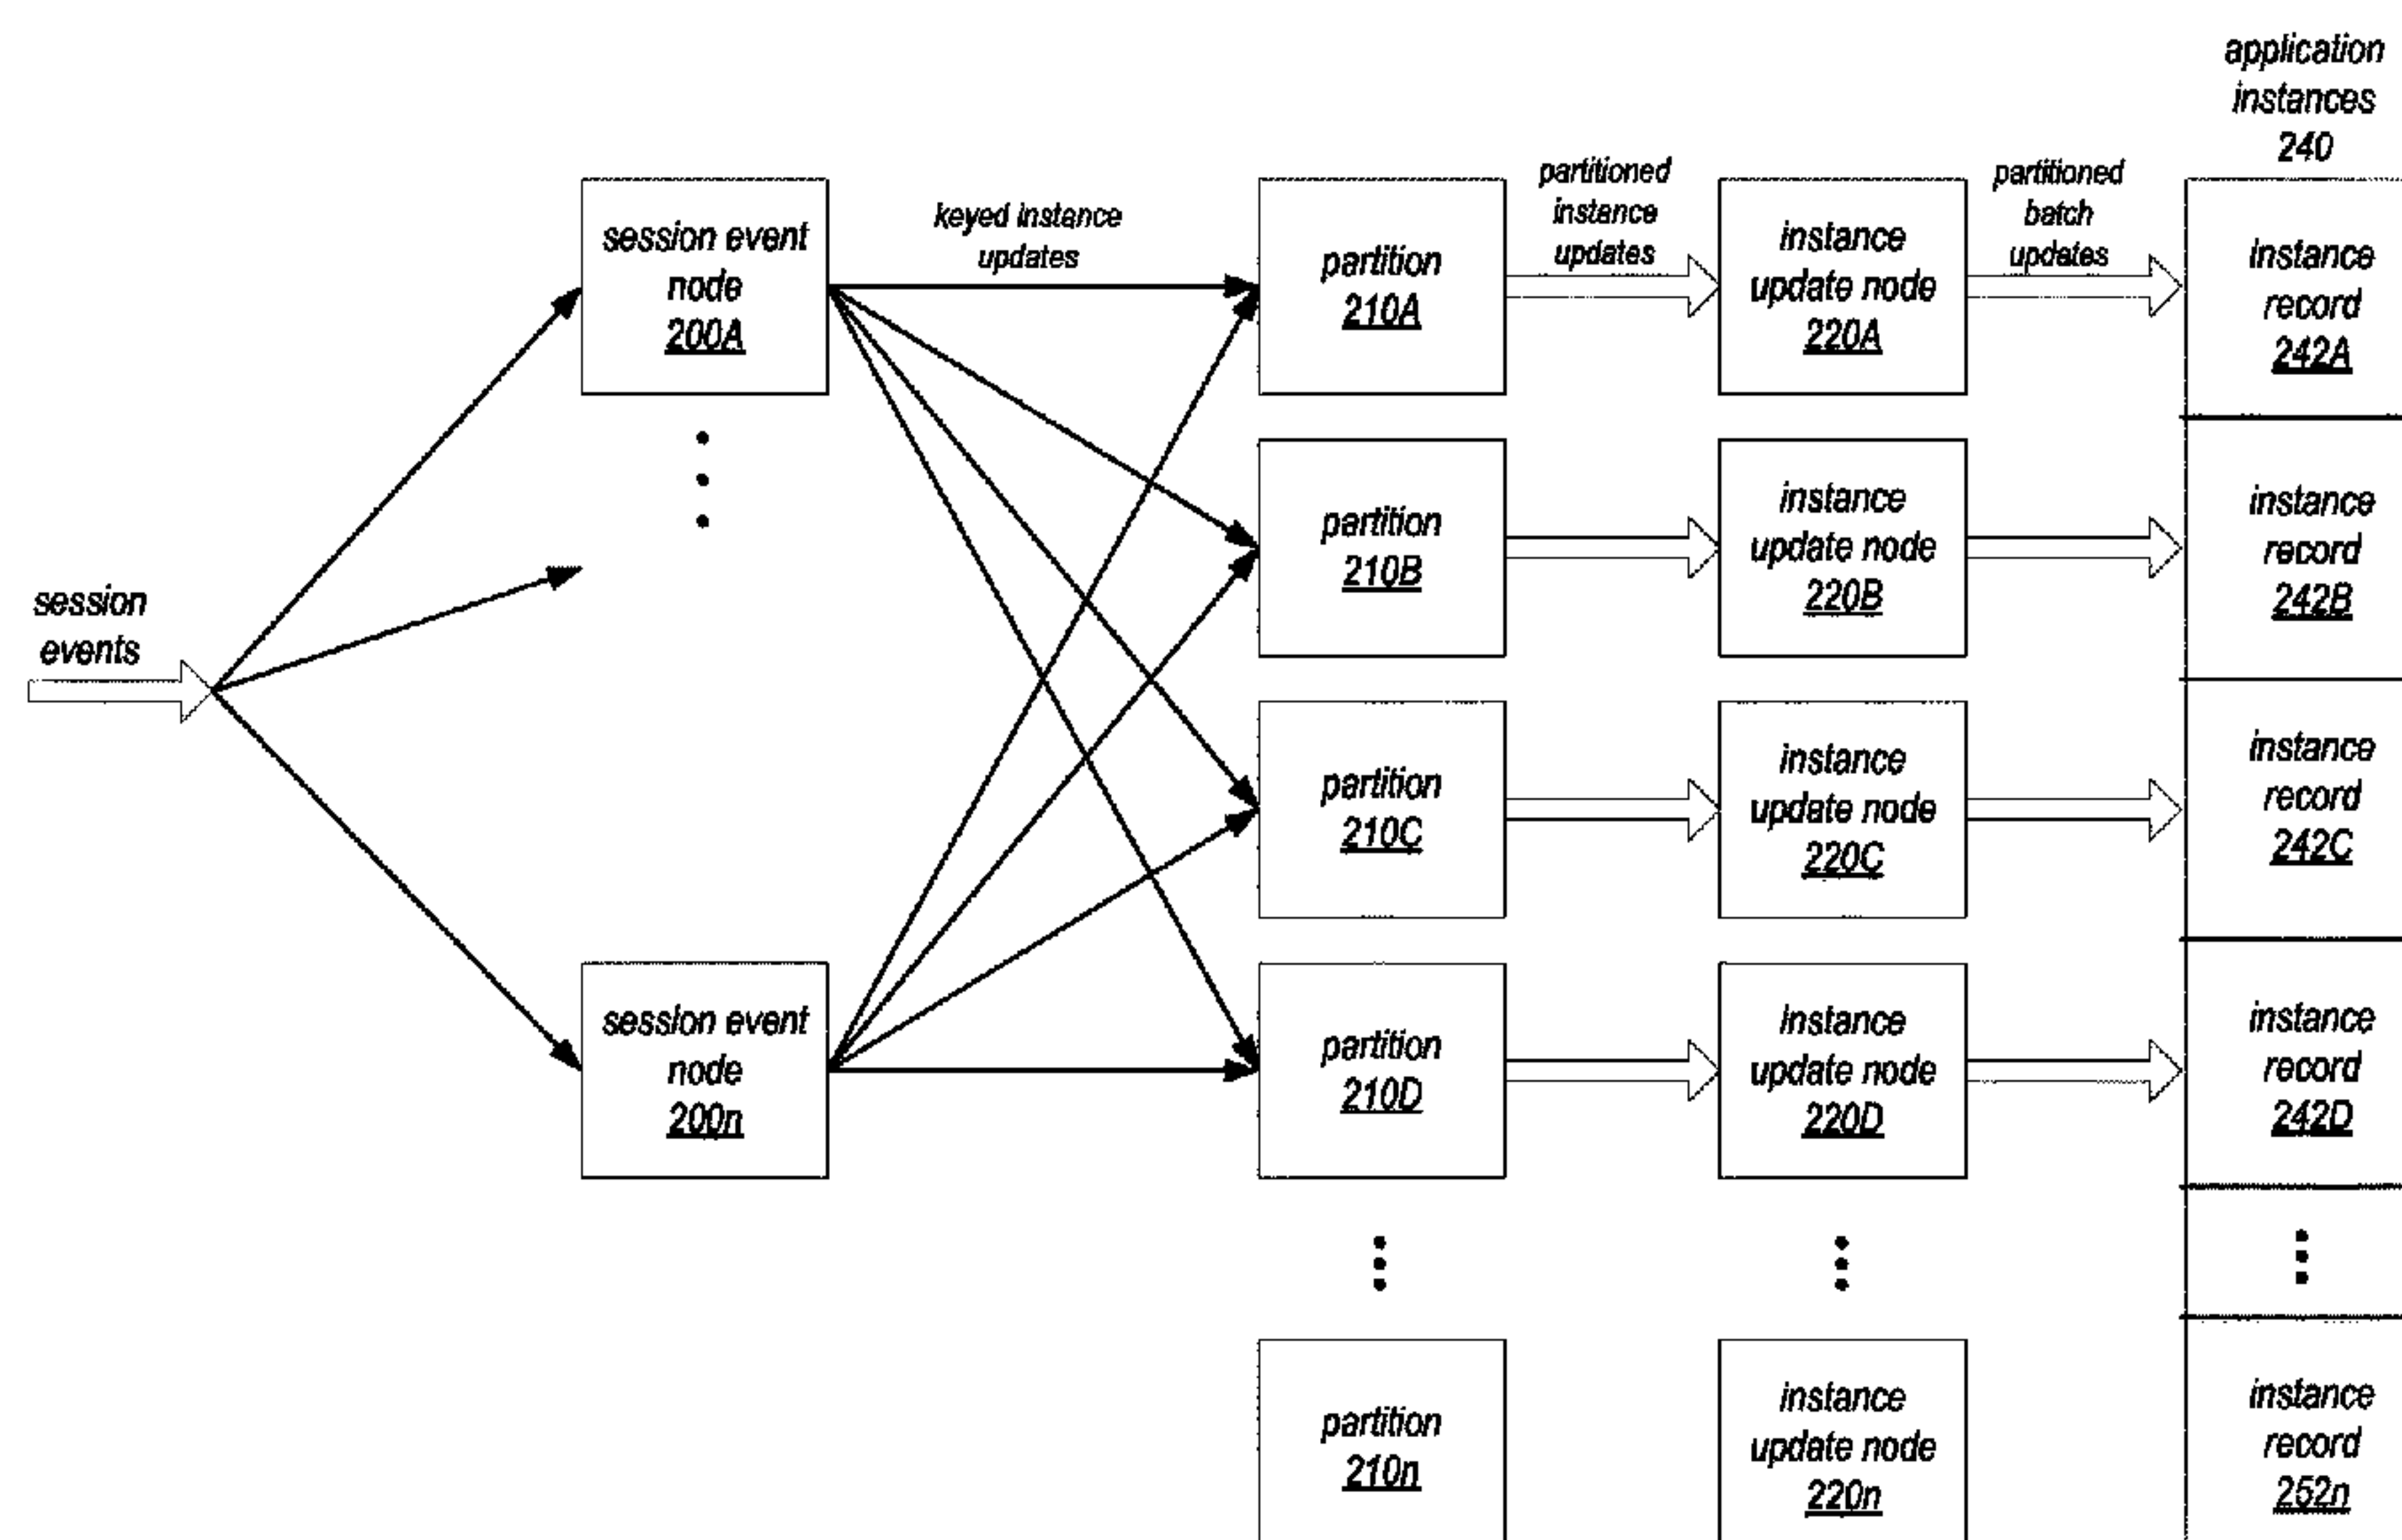 application
instances
240
session event
node
200A
keyed instance
updates
partition
210A
partitioned
instance
updates
instance
update node
220A
partitioned
batch
updates
instance
record
242A
partition
210B
instance
update node
220B
instance
record
242B
session
events
partition
210C
instance
update node
220C
instance
record
242C
session event
node
200n
partition
210D
instance
update node
220D
instance
record
242D
partition
210n
instance
update node
220n
instance
record
252n